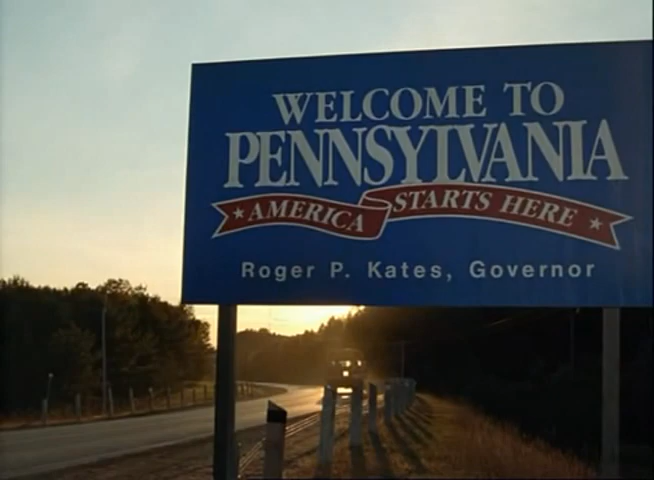 WELCOME TO
PENNSYLVANIA
AMERICA STARTS HERE
Roger P. Kates, Governor